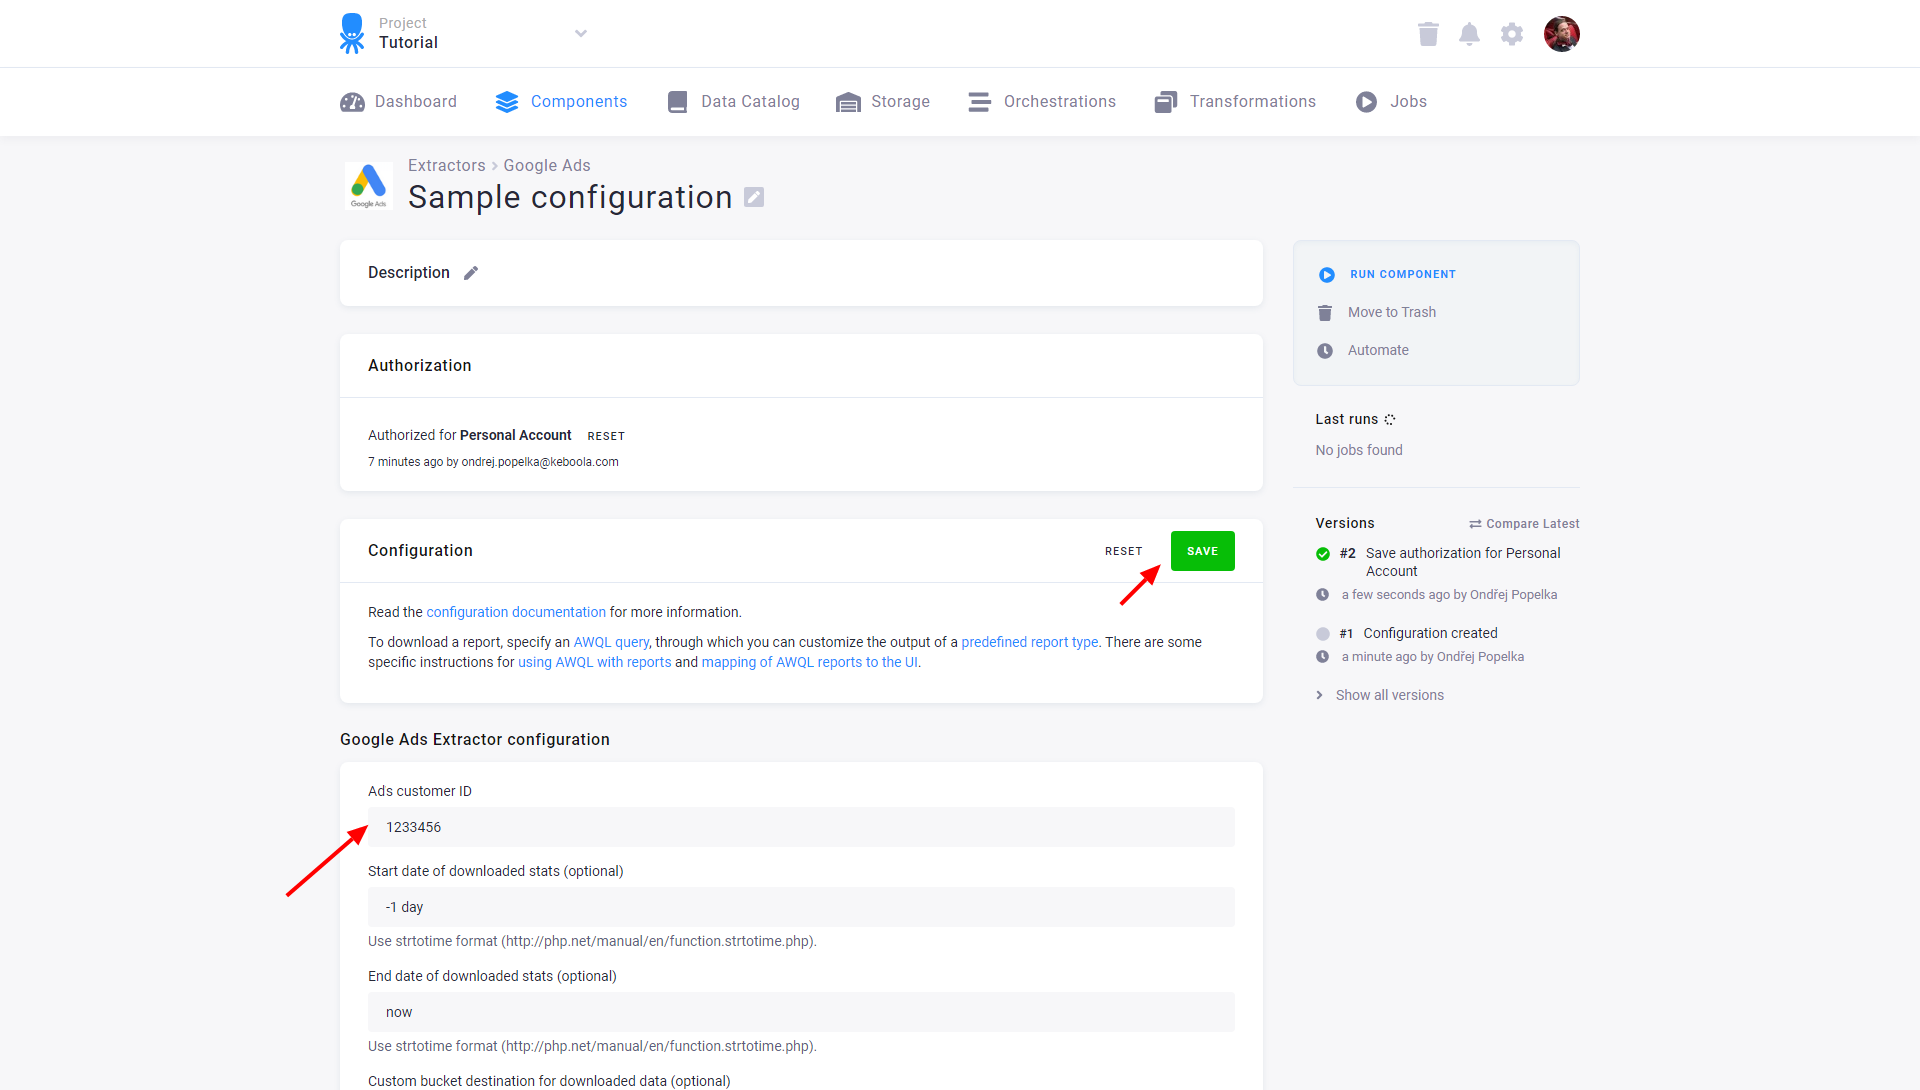 Project
Tutorial
Dashboard
Components
Data Catalog
Storage
Orchestrations
Transformations
Jobs
Google Ads
Extractors > Google Ads
Sample configuration
Description
Authorization
Authorized for Personal Account RESET
7 minutes ago by ondrej.popelka@keboola.com
Configuration
RESET
SAVE
Read the configuration documentation for more information.
To download a report, specify an AWQL query, through which you can customize the output of a predefined report type. There are some
specific instructions for using AWQL with reports and mapping of AWQL reports to the UI.
Google Ads Extractor configuration
Ads customer ID
1233456
Start date of downloaded stats (optional)
-1 day
Use strtotime format (http://php.net/manual/en/function.strtotime.php).
End date of downloaded stats (optional)
now
Use strtotime format (http://php.net/manual/en/function.strtotime.php).
Custom bucket destination for downloaded data (optional)
RUN COMPONENT
Move to Trash
Automate
Last runs
No jobs found
Versions
Compare Latest
#2 Save authorization for Personal
Account
a few seconds ago by Ondřej Popelka
#1 Configuration created
a minute ago by Ondřej Popelka
Show all versions